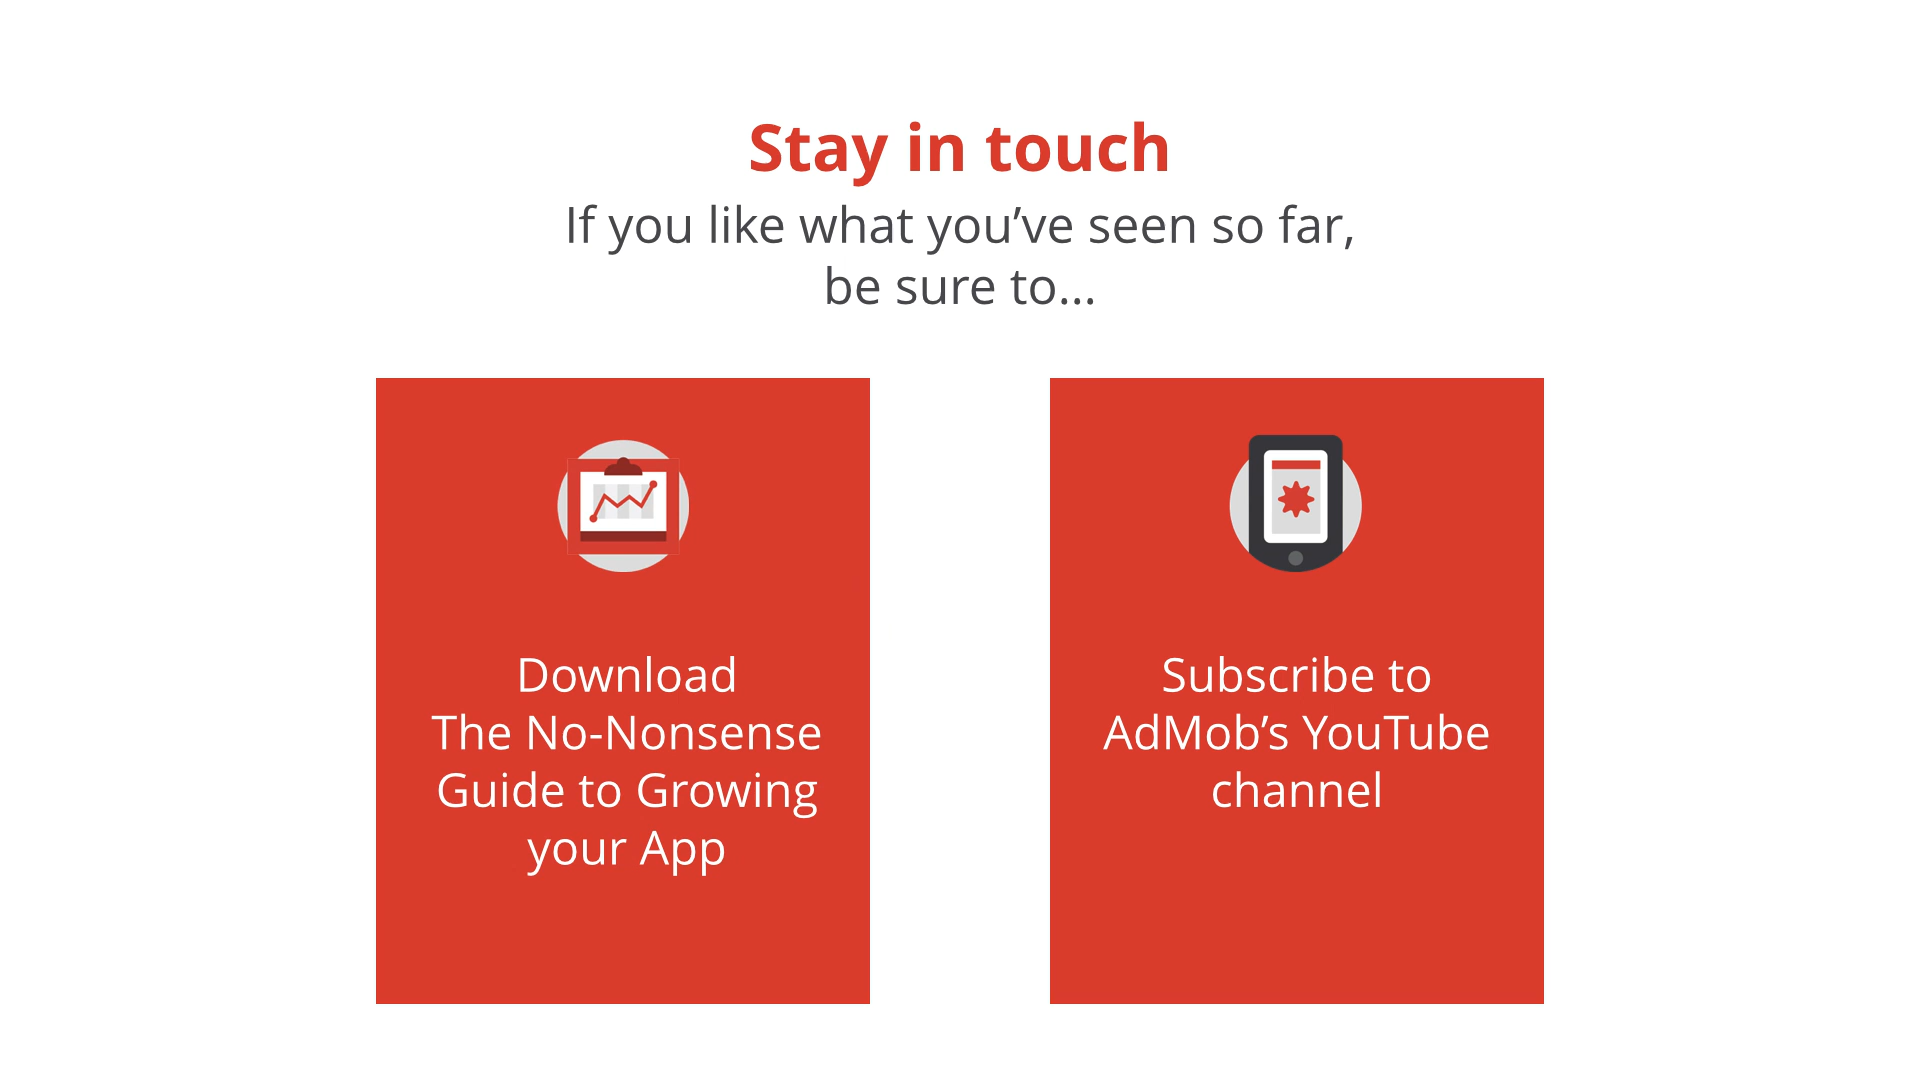 Stay in touch
If you like what you’ve seen so far,
be sure to...
Download
The No-Nonsense
Guide to Growing
your App
Subscribe to
AdMob’s YouTube
channel